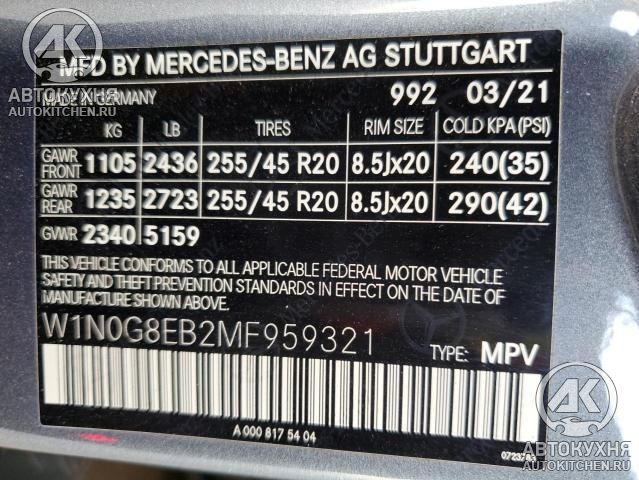 AK
MFD BY MERCEDES-BENZ AG STUTTGART
АВТОКУХНЯ
AUTOKITCHEN.RU
MADE IN GERMANY 992 03/21
KG LB TIRES RIM SIZE COLD KPA(PSI)
GAWR FRONT 1105 2436 255/45 R20 8.5Jx20 240(35)
GAWR REAR 1235 2723 255/45 R20 8.5Jx20 290(42)
GVWR 2340 5159
THIS VEHICLE CONFORMS TO ALL APPLICABLE FEDERAL MOTOR VEHICLE
SAFETY AND THEFT STANDARDS IN EFFECT ON THE DATE OF
MANUFACTURE SHOWN ABOVE.
W1N0G8EB2MF959321 TYPE: MPV
A 000 817 54 04
AK
АВТОКУХНЯ
AUTOKITCHEN.RU